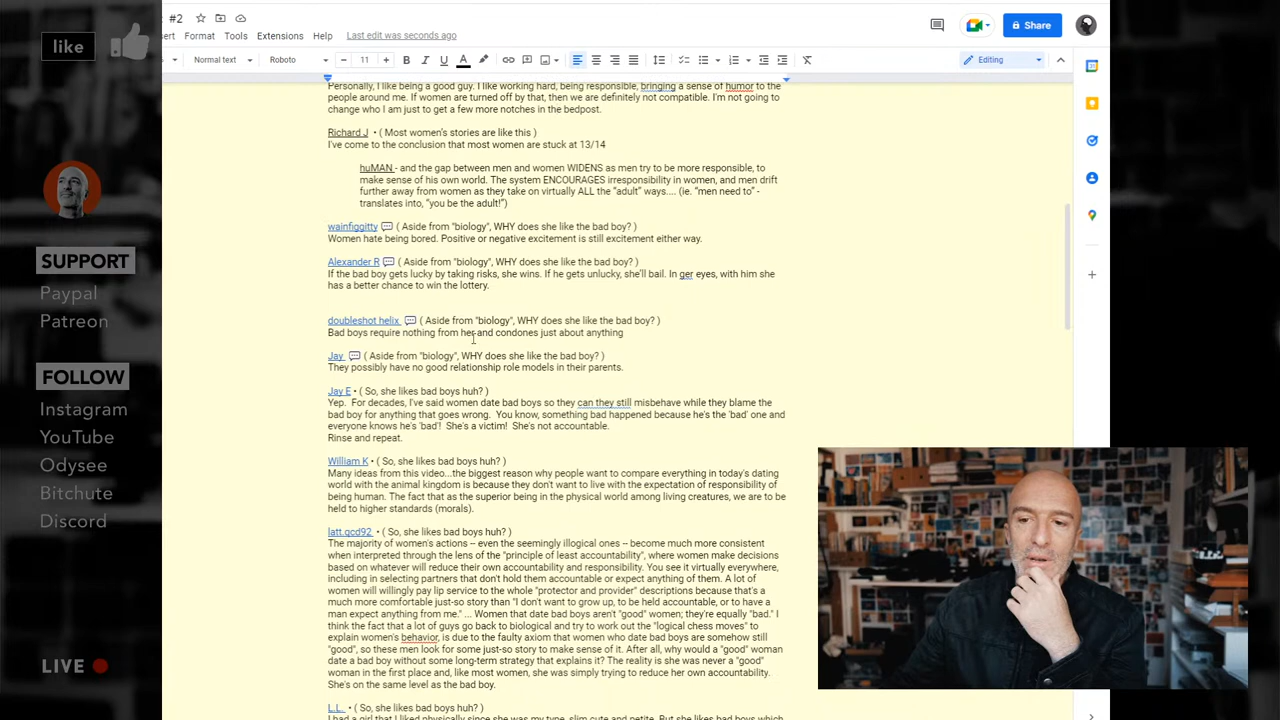 like
SUPPORT
Paypal
Patreon
FOLLOW
Instagram
YouTube
Odysee
Bitchute
Discord
LIVE
#2
Format Tools Extensions Help Last edit was seconds ago
Share
Normal text Roboto 11 B I U A Editing
Personally, I like being a good guy. I like working hard, being responsible, bringing a sense of humor to the
people around me. If women are turned off by that, then we are definitely not compatible. I'm not going to
change who I am just to get a few more notches in the bedpost.
Richard J • ( Most women's stories are like this )
I've come to the conclusion that most women are stuck at 13/14
huMAN - and the gap between men and women WIDENS as men try to be more responsible, to
make sense of his own world. The system ENCOURAGES irresponsibility in women, and men drift
further away from women as they take on virtually ALL the “adult” ways.... (ie. “men need to” -
translates into, “you be the adult!”)
wainfiggitty ( Aside from "biology", WHY does she like the bad boy? )
Women hate being bored. Positive or negative excitement is still excitement either way.
Alexander R ( Aside from "biology", WHY does she like the bad boy? )
If the bad boy gets lucky by taking risks, she wins. If he gets unlucky, she'll bail. In ger eyes, with him she
has a better chance to win the lottery.
doubleshot helix ( Aside from "biology", WHY does she like the bad boy? )
Bad boys require nothing from her and condones just about anything
Jay ( Aside from "biology", WHY does she like the bad boy? )
They possibly have no good relationship role models in their parents.
Jay E • ( So, she likes bad boys huh? )
Yep. For decades, I've said women date bad boys so they can they still misbehave while they blame the
bad boy for anything that goes wrong. You know, something bad happened because he's the 'bad' one and
everyone knows he's 'bad'! She's a victim! She's not accountable.
Rinse and repeat.
William K • ( So, she likes bad boys huh? )
Many ideas from this video...the biggest reason why people want to compare everything in today's dating
world with the animal kingdom is because they don't want to live with the expectation of responsibility of
being human. The fact that as the superior being in the physical world among living creatures, we are to be
held to higher standards (morals).
latt.qcd92 • ( So, she likes bad boys huh? )
The majority of women's actions -- even the seemingly illogical ones -- become much more consistent
when interpreted through the lens of the "principle of least accountability", where women make decisions
based on whatever will reduce their own accountability and responsibility. You see it virtually everywhere,
including in selecting partners that don't hold them accountable or expect anything of them. A lot of
women will willingly pay lip service to the whole "protector and provider" descriptions because that's a
much more comfortable just-so story than "I don't want to grow up, to be held accountable, or to have a
man expect anything from me." ... Women that date bad boys aren't "good" women; they're equally "bad." I
think the fact that a lot of guys go back to biological and try to work out the "logical chess moves" to
explain women's behavior, is due to the faulty axiom that women who date bad boys are somehow still
"good", so these men look for some just-so story to make sense of it. After all, why would a "good" woman
date a bad boy without some long-term strategy that explains it? The reality is she was never a "good"
woman in the first place and, like most women, she was simply trying to reduce her own accountability.
She's on the same level as the bad boy.
L.L. • ( So, she likes bad boys huh? )
I had a girl that I liked physically since she was my type, slim cute and petite. But she likes bad boys which